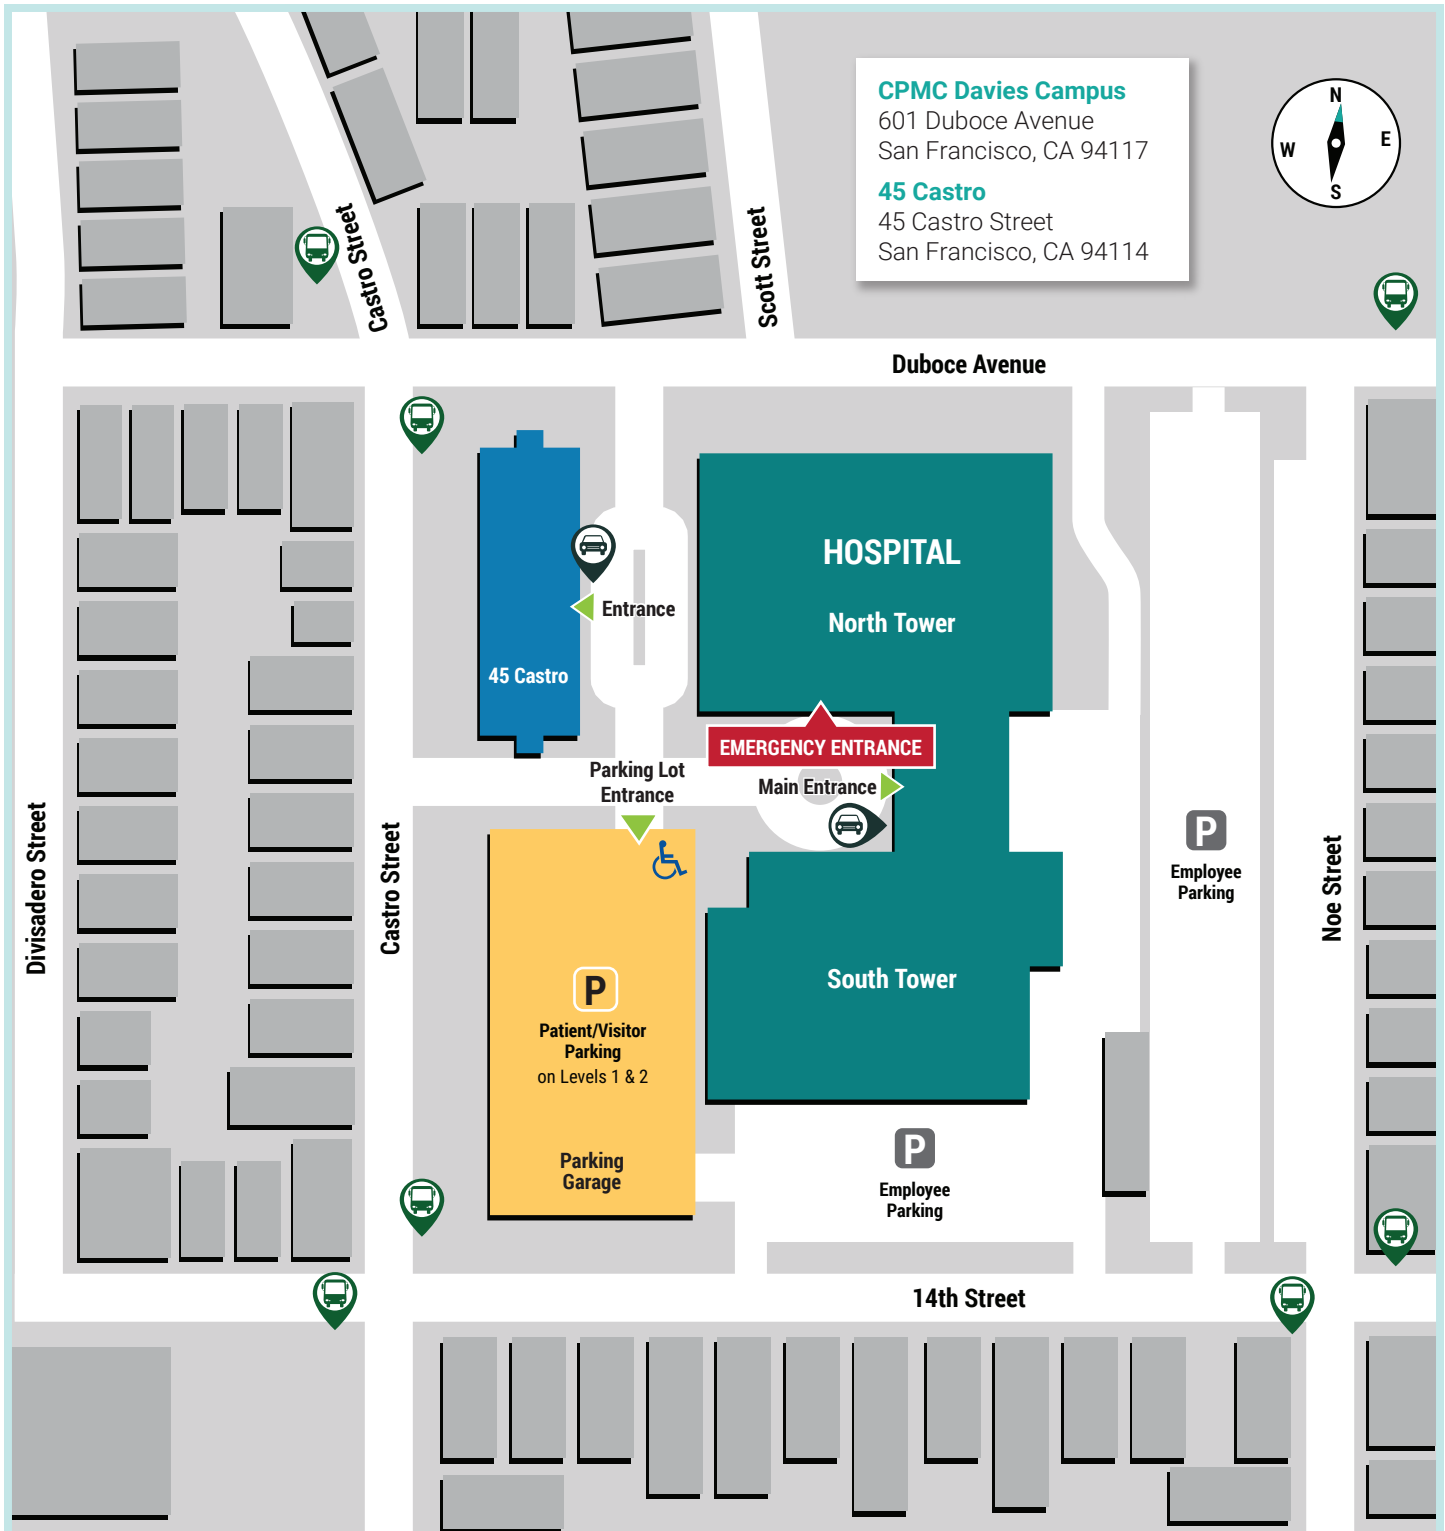 CPMC Davies Campus
601 Duboce Avenue
San Francisco, CA 94117
45 Castro
45 Castro Street
San Francisco, CA 94114
N
W
E
S
Castro Street
Scott Street
Duboce Avenue
HOSPITAL
North Tower
Entrance
45 Castro
EMERGENCY ENTRANCE
Parking Lot
Entrance
Main Entrance
Divisadero Street
Castro Street
P
Employee
Parking
Noe Street
South Tower
P
Patient/Visitor
Parking
on Levels 1 & 2
Parking
Garage
P
Employee
Parking
14th Street